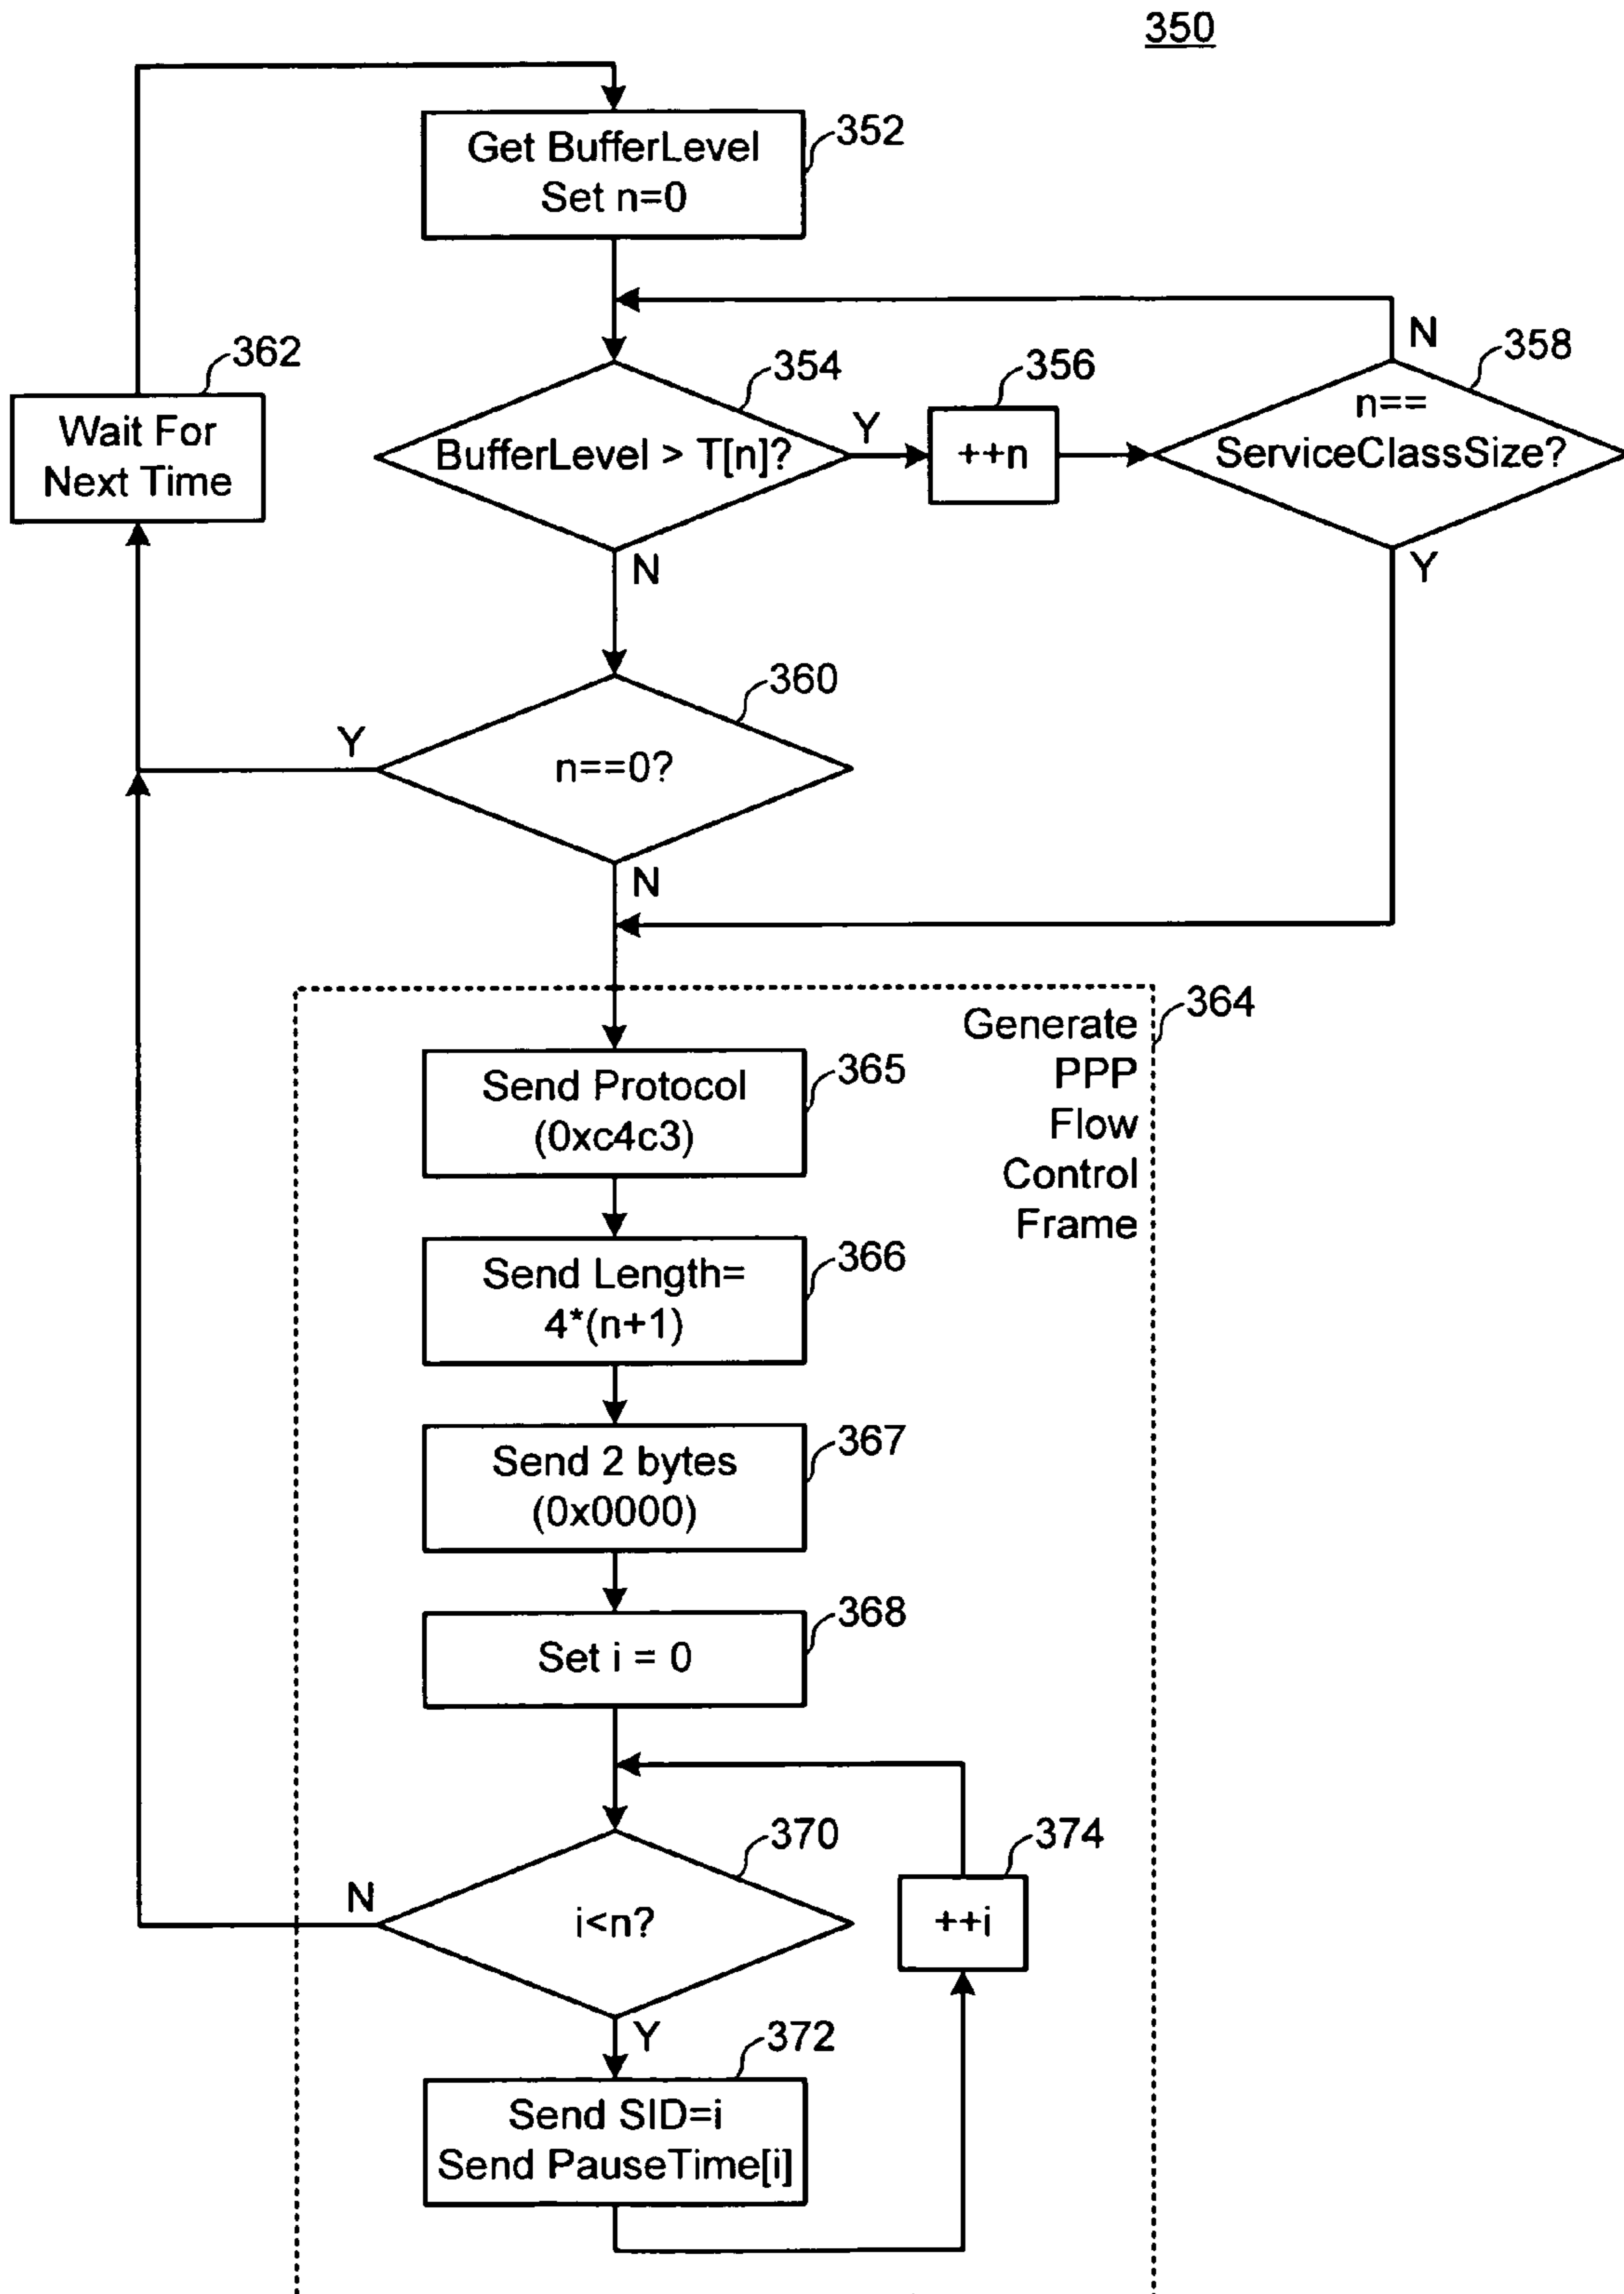 350
Get BufferLevel
Set n=0
352
362
Wait For
Next Time
354
BufferLevel > T[n]?
Y
N
356
++n
358
n==
ServiceClassSize?
N
Y
360
n==0?
Y
N
364
Generate
PPP
Flow
Control
Frame
Send Protocol
(0xc4c3)
365
Send Length=
4*(n+1)
366
Send 2 bytes
(0x0000)
367
Set i = 0
368
370
i<n?
N
Y
374
++i
372
Send SID=i
Send PauseTime[i]